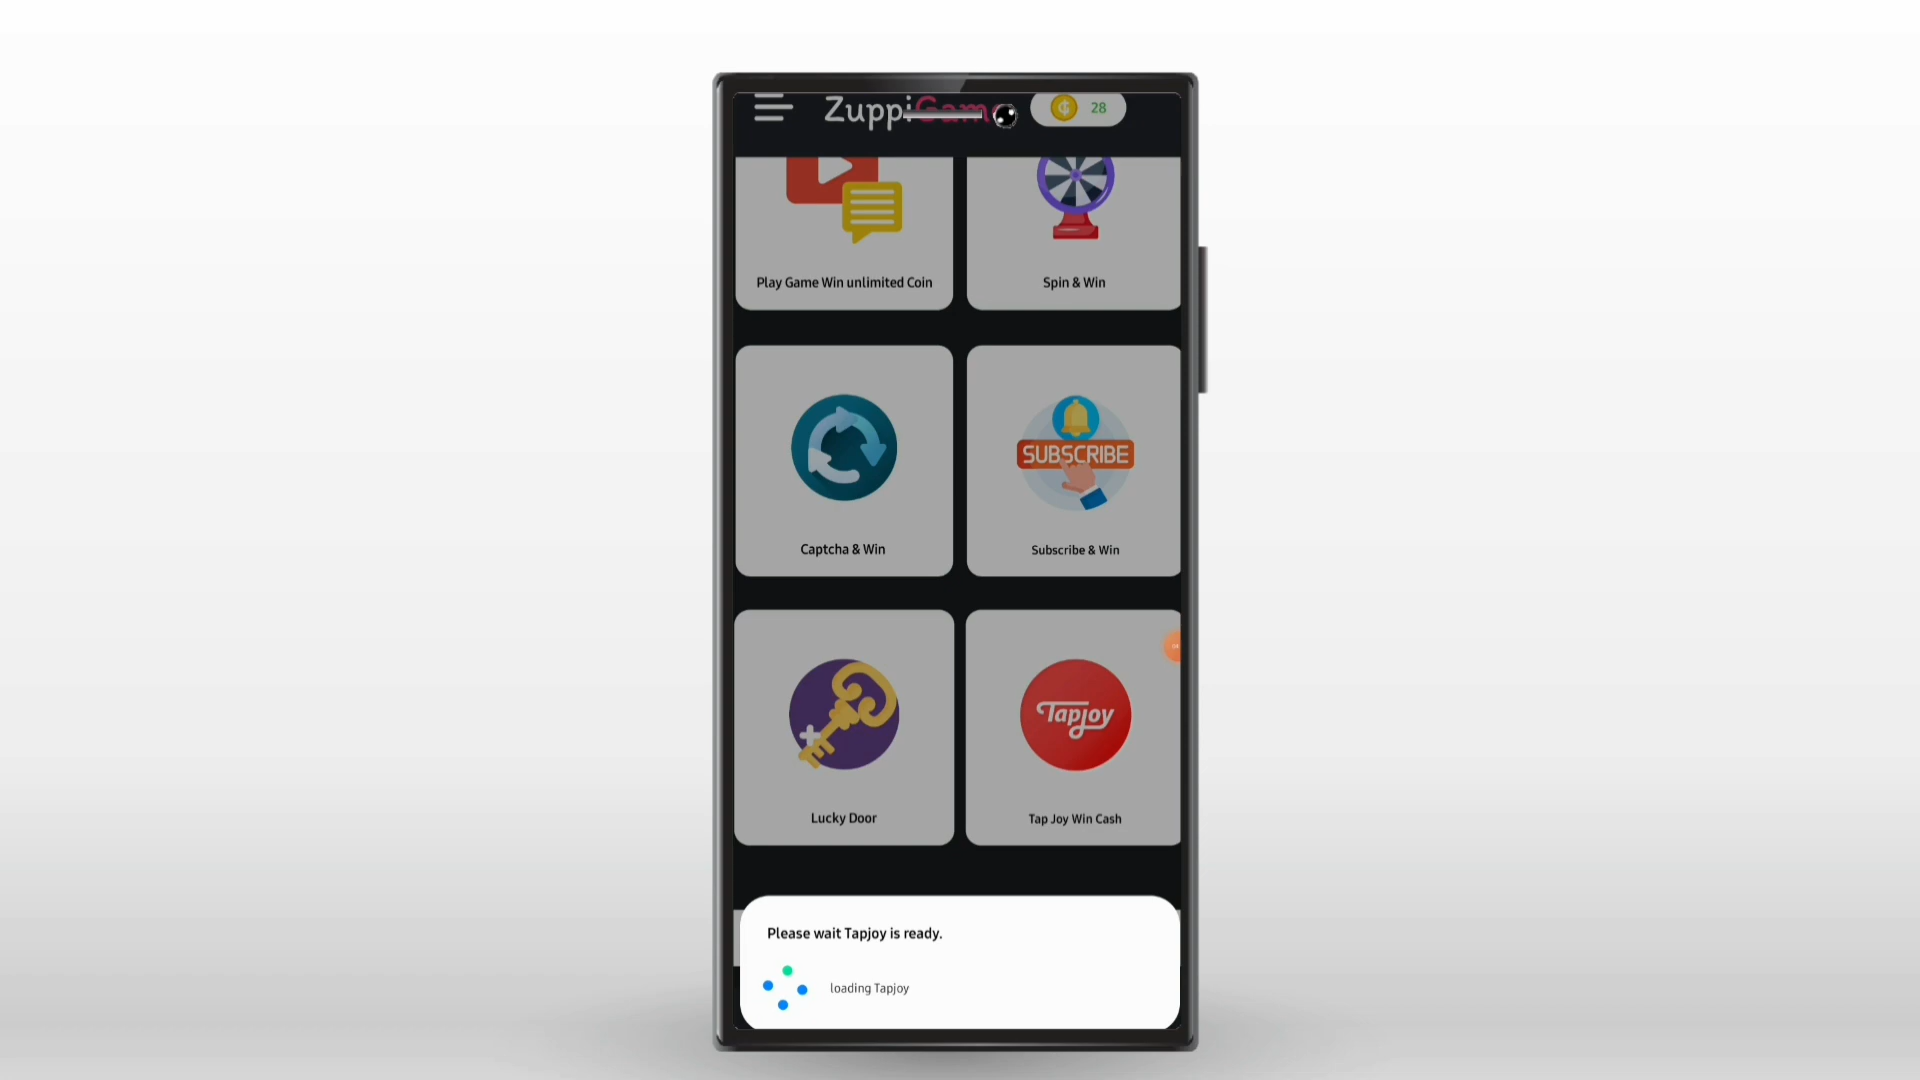 ZuppiGame
28
Play Game Win unlimited Coin
Spin & Win
SUBSCRIBE
Captcha & Win
Subscribe & Win
Tapjoy
Lucky Door
Tap Joy Win Cash
Please wait Tapjoy is ready.
loading Tapjoy